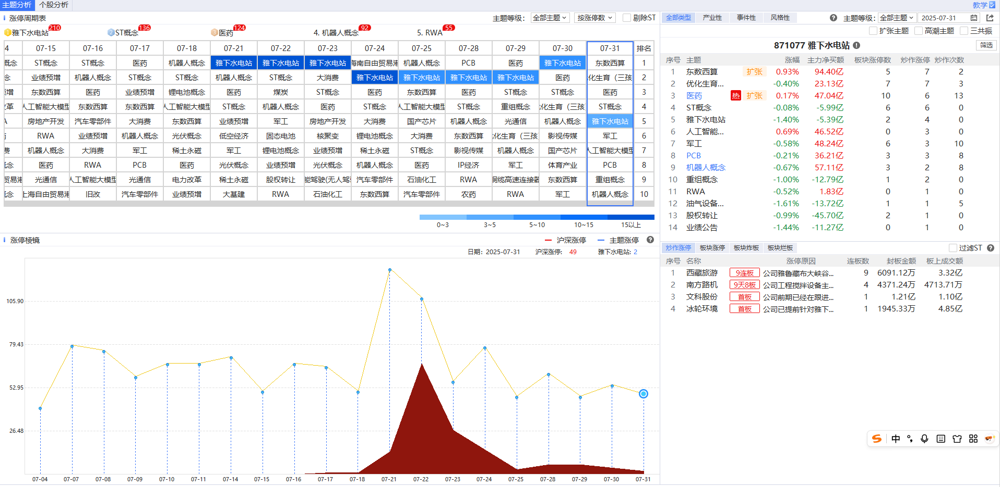 主题分析 个股分析 教学
涨停周期表 主题等级： 全部主题 按涨停数 剔除ST
1 雅下水电站 210 2 ST概念 136 3 医药 124 4. 机器人概念 92 5. RWA 55
4 07-15 07-16 07-17 07-18 07-21 07-22 07-23 07-24 07-25 07-28 07-29 07-30 07-31 排名
概念 ST概念 ST概念 医药 机器人概念 雅下水电站 雅下水电站 雅下水电站 海南自由贸易港 机器人概念 PCB 医药 雅下水电站 东数西算 1
念 业绩预增 机器人概念 ST概念 ST概念 机器人概念 ST概念 大消费 雅下水电站 雅下水电站 雅下水电站 雅下水电站 医药 化生育（三孩 2
预增 东数西算 医药 业绩预增 锂电池概念 医药 煤炭 ST概念 医药 东数西算 医药 ST概念 ST概念 医药 3
改革 人工智能大模型 东数西算 东数西算 人工智能大模型 ST概念 机器人概念 医药 ST概念 人工智能大模型 ST概念 重组概念 化生育（三孩 ST概念 4
A 房地产开发 汽车零部件 大消费 东数西算 业绩预增 军工 房地产开发 大消费 国产芯片 机器人概念 光通信 机器人概念 雅下水电站 5
RWA 业绩预增 机器人概念 光伏概念 低空经济 固态电池 核聚变 锂电池概念 大消费 东数西算 化生育（三孩 影视传媒 军工 6
费 机器人概念 大消费 军工 稀土永磁 军工 锂电池概念 业绩预增 稀土永磁 ST概念 影视传媒 机器人概念 国产芯片 人工智能大模型 7
概念 医药 RWA PCB 医药 光伏概念 业绩预增 光伏概念 机器人概念 医药 IP经济 军工 体育产业 PCB 8
贸易港 光通信 人工智能大模型 光通信 电力改革 稀土永磁 股权转让 能驾驶(无人驾 汽车零部件 石油化工 RWA 铜缆高速连接器 东数西算 重组概念 9
概念 上海自由贸易港 旧改 汽车零部件 业绩预增 大基建 RWA 石油化工 东数西算 汽车零部件 农药 RWA 军工 机器人概念 10
0~3 3~5 5~10 10~15 15以上
涨停棱镜 沪深涨停 主题涨停
日期: 2025-07-31 沪深涨停: 49 雅下水电站: 2
105.90
79.43
52.95
26.48
07-04 07-07 07-08 07-09 07-10 07-11 07-14 07-15 07-16 07-17 07-18 07-21 07-22 07-23 07-24 07-25 07-28 07-29 07-30 07-31
全部类型 产业性 事件性 风格性 主题等级: 全部主题 2025-07-31
扩张主题 高潮主题 三共振
871077 雅下水电站 筛选
序号 主题 涨幅 主力净买额 板块涨停数 炒作涨停 炒作次数
1 东数西算 扩张 0.93% 94.40亿 5 7 2
2 优化生育... -0.40% 23.13亿 7 7 3
3 医药 热 扩张 0.17% 47.04亿 10 6 13
4 ST概念 -0.08% -5.99亿 6 6 0
5 雅下水电站 -1.40% -5.39亿 2 4 0
6 人工智能... 0.69% 46.52亿 0 3 0
7 军工 -0.58% 48.24亿 6 3 10
8 PCB -0.21% 36.21亿 3 3 8
9 机器人概念 -0.67% 57.11亿 3 2 8
10 重组概念 -1.00% -12.79亿 1 2 0
11 RWA -0.52% 1.83亿 0 1 0
12 油气设备... -1.61% -13.72亿 1 1 5
13 股权转让 -0.99% -45.70亿 2 1 0
14 业绩公告 -1.44% -11.27亿 0 1 0
炒作涨停 板块涨停 板块炸板 板块烂板 过滤ST
序号 名称 涨停原因 连板数 封板金额 板上成交额
1 西藏旅游 9连板 公司雅鲁藏布大峡谷... 9 6091.12万 3.32亿
2 南方路机 9天8板 公司工程搅拌设备主... 4 4371.24万 4713.71万
3 文科股份 首板 公司前期已经在跟进... 1 1.21亿 1.10亿
4 冰轮环境 首板 公司已提前针对雅下... 1 1945.33万 4.85亿
中